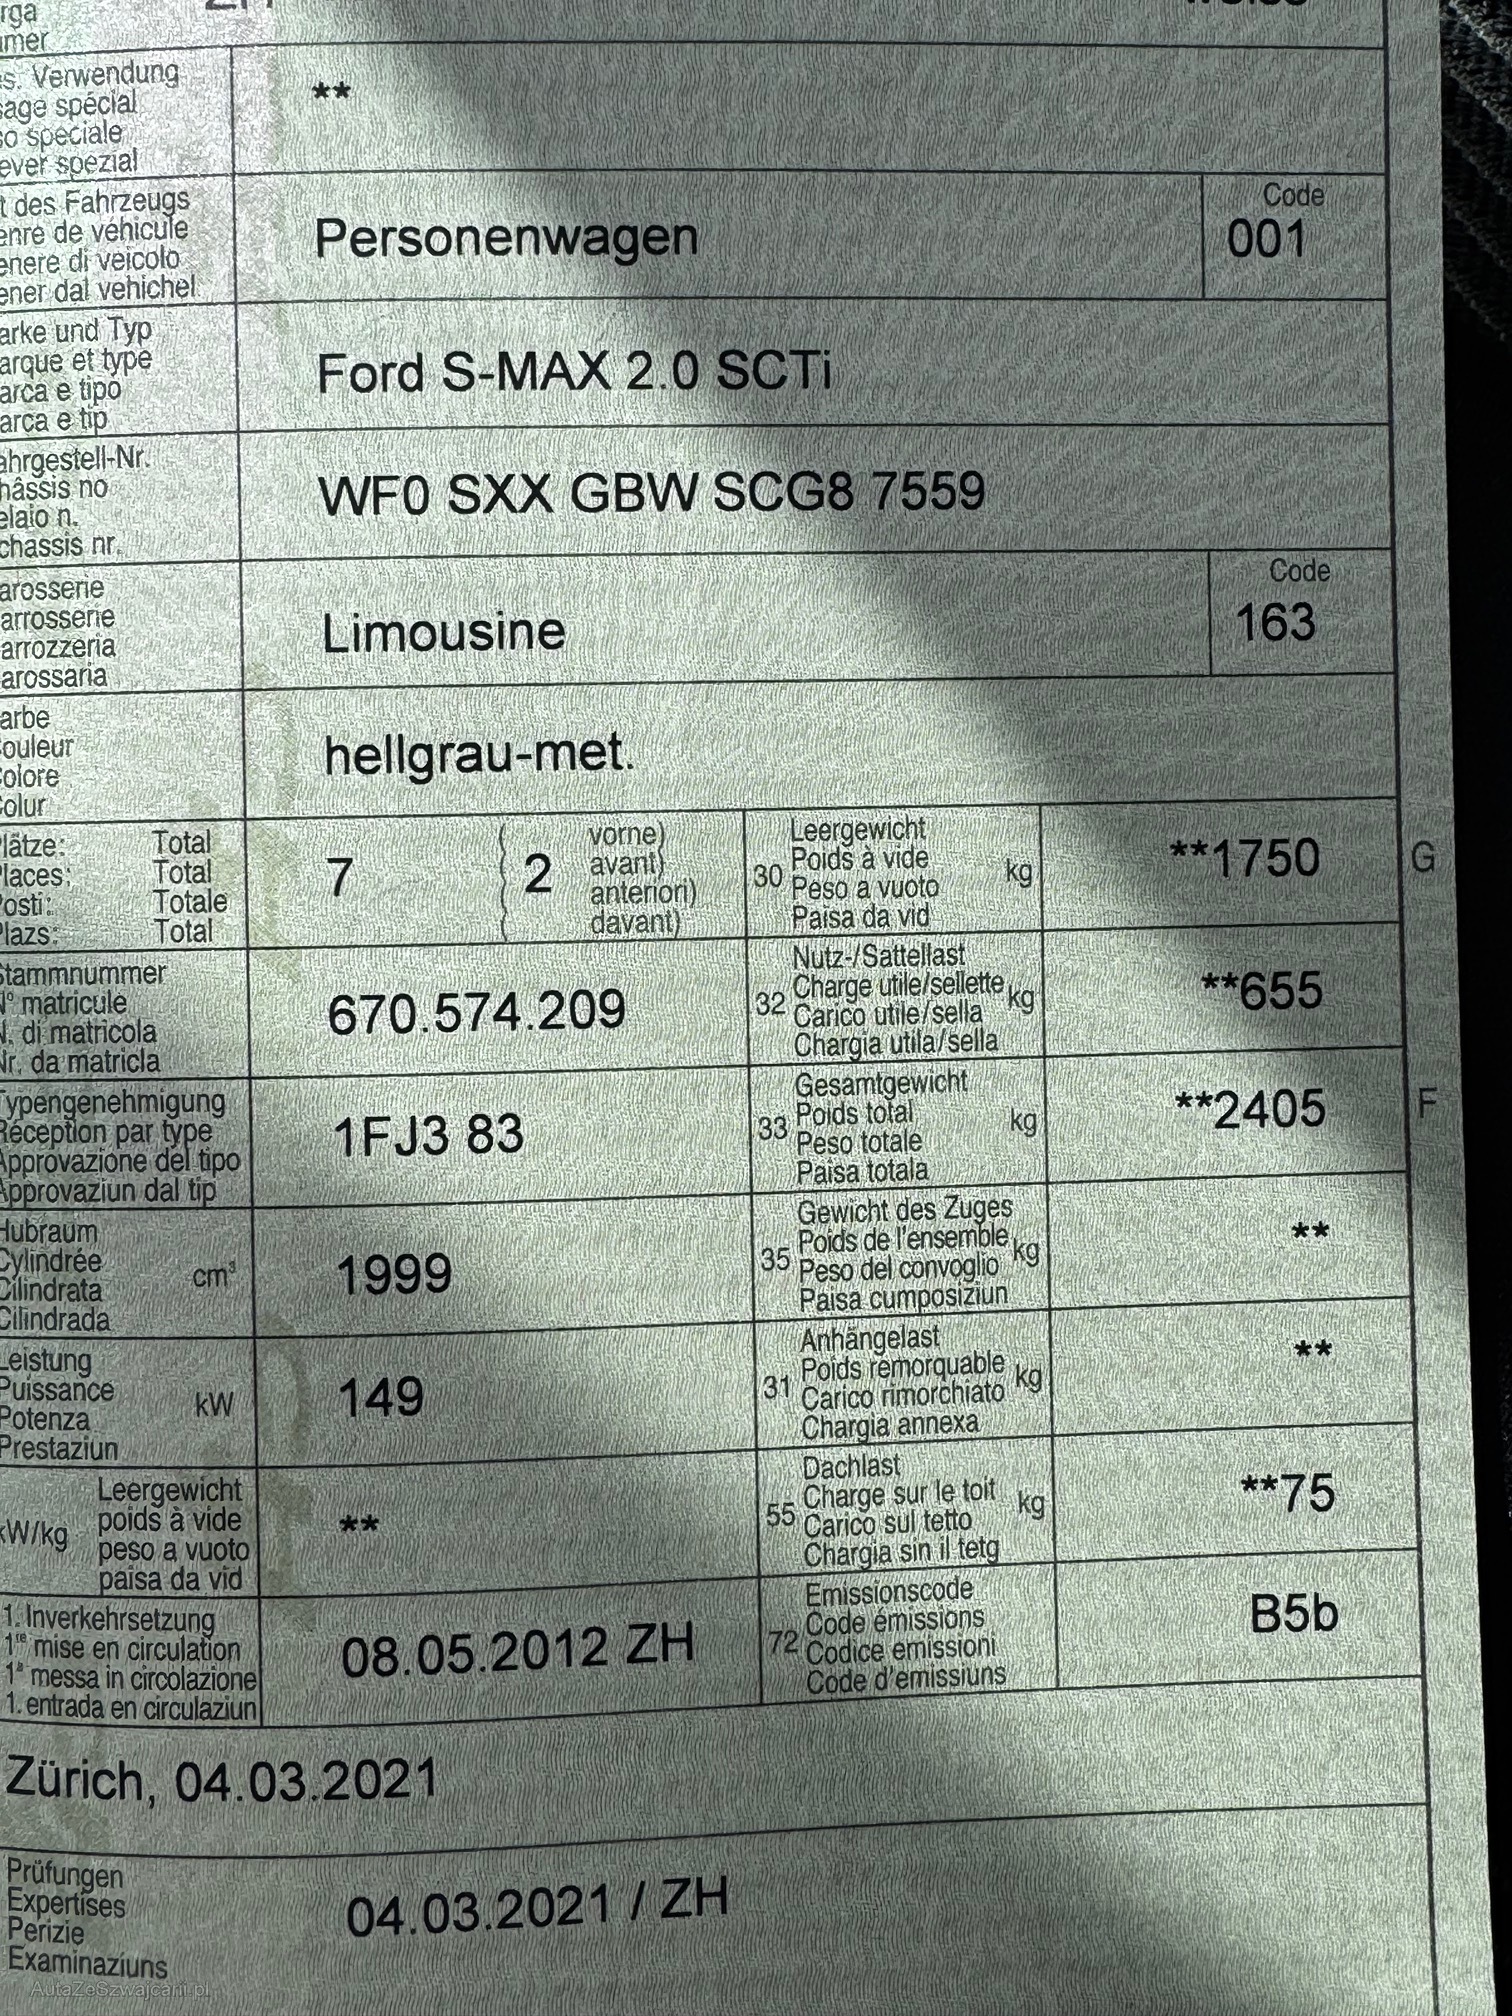 mer
Verwendung
spécial
speciale
spezial
**
des Fahrzeugs
de véhicule
di veicolo
dal vehichel
Personenwagen
Code
001
arke und Typ
arque et type
arca e tipo
arca e tip
Ford S-MAX 2.0 SCTi
ahrgestell-Nr.
hâssis no
elaio n.
chassis nr.
WF0 SXX GBW SCG8 7559
arosserie
arrosserie
arrozzeria
arossaria
Limousine
Code
163
arbe
ouleur
olore
olur
hellgrau-met.
lätze: Total
laces: Total
osti: Totale
lazs: Total
7
( 2
vorne)
avant)
anteriori)
davant)
30
Leergewicht
Poids à vide
Peso a vuoto
Paisa da vid
kg
**1750
G
Stammnummer
N° matricule
N. di matricola
Nr. da matricla
670.574.209
32
Nutz-/Sattellast
Charge utile/sellette
Carico utile/sella
Chargia utila/sella
kg
**655
Typengenehmigung
Réception par type
Approvazione del tipo
Approvaziun dal tip
1FJ3 83
33
Gesamtgewicht
Poids total
Peso totale
Paisa totala
kg
**2405
F
Hubraum
Cylindrée
Cilindrata
Cilindrada
cm³
1999
35
Gewicht des Zuges
Poids de l'ensemble
Peso del convoglio
Paisa cumposiziun
kg
**
Leistung
Puissance
Potenza
Prestaziun
kW
149
31
Anhängelast
Poids remorquable
Carico rimorchiato
Chargia annexa
kg
**
kW/kg
Leergewicht
poids à vide
peso a vuoto
paisa da vid
**
55
Dachlast
Charge sur le toit
Carico sul tetto
Chargia sin il tetg
kg
**75
1. Inverkehrsetzung
1re mise en circulation
1a messa in circolazione
1. entrada en circulaziun
08.05.2012 ZH
72
Emissionscode
Code émissions
Codice emissioni
Code d'emissiuns
B5b
Zürich, 04.03.2021
Prüfungen
Expertises
Perizie
Examinaziuns
04.03.2021 / ZH
AutaZeSzwajcarii.pl